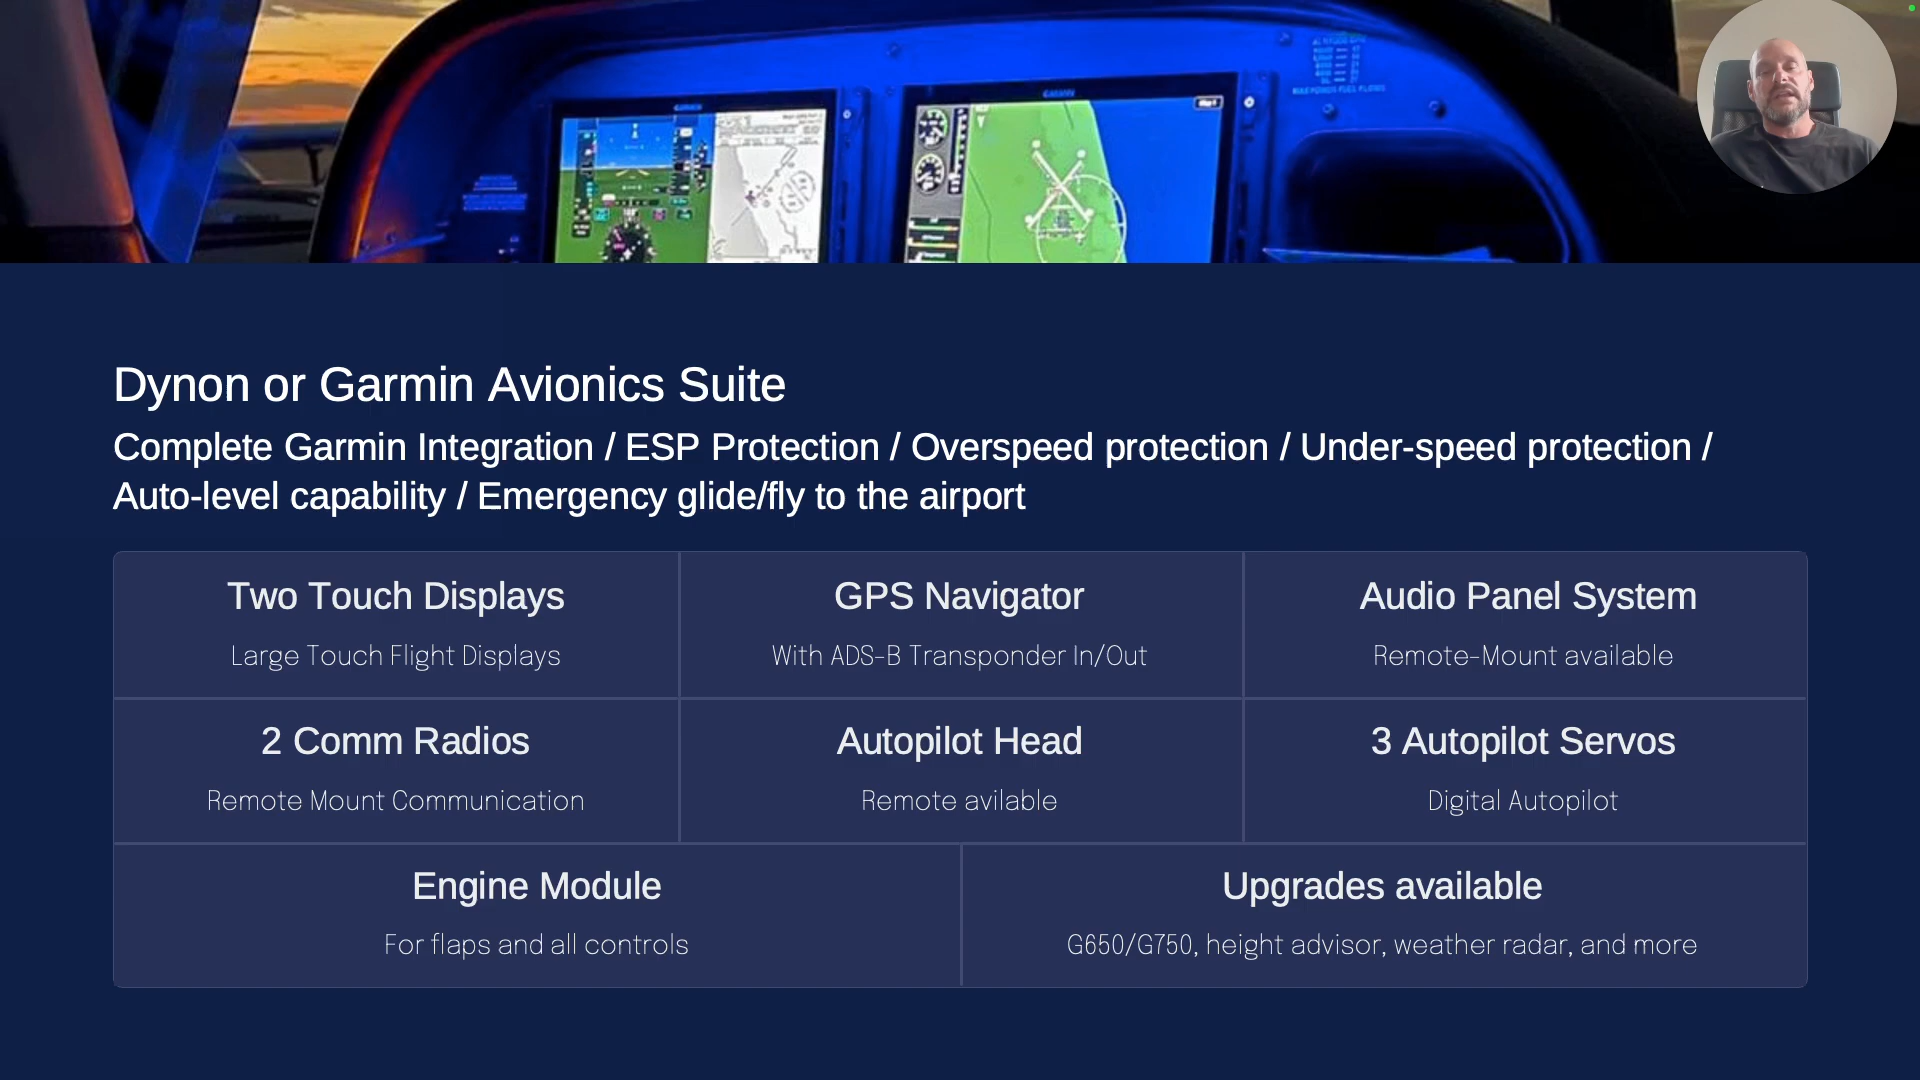 GARMIN
GARMIN
Dynon or Garmin Avionics Suite
Complete Garmin Integration / ESP Protection / Overspeed protection / Under-speed protection /
Auto-level capability / Emergency glide/fly to the airport
Two Touch Displays
Large Touch Flight Displays
GPS Navigator
With ADS-B Transponder In/Out
Audio Panel System
Remote-Mount available
2 Comm Radios
Remote Mount Communication
Autopilot Head
Remote avilable
3 Autopilot Servos
Digital Autopilot
Engine Module
For flaps and all controls
Upgrades available
G650/G750, height advisor, weather radar, and more